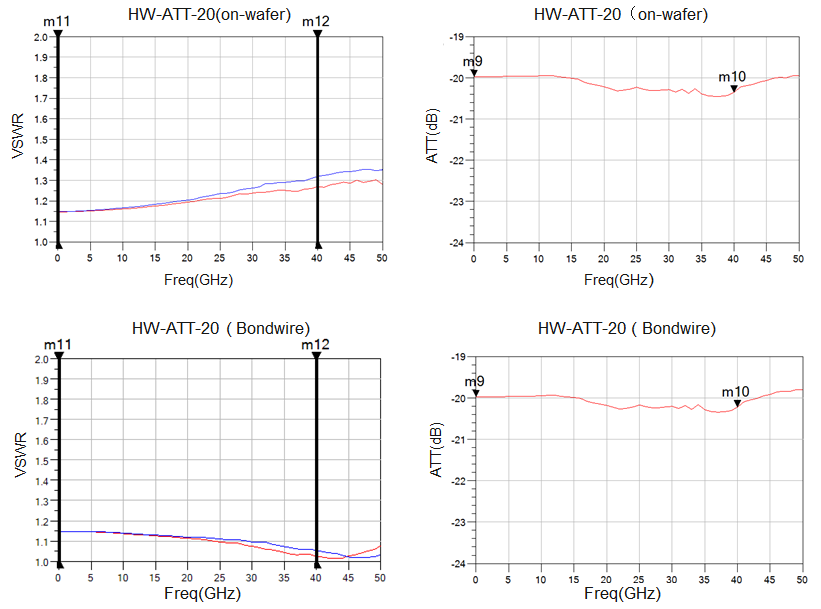 HW-ATT-20(on-wafer)
m11
m12
2.0
1.9
1.8
1.7
1.6
1.5
1.4
1.3
1.2
1.1
1.0
VSWR
0 5 10 15 20 25 30 35 40 45 50
Freq(GHz)
HW-ATT-20（on-wafer)
m9
m10
-19
-20
-21
-22
-23
-24
ATT(dB)
0 5 10 15 20 25 30 35 40 45 50
Freq(GHz)
HW-ATT-20 ( Bondwire)
m11
m12
2.0
1.9
1.8
1.7
1.6
1.5
1.4
1.3
1.2
1.1
1.0
VSWR
0 5 10 15 20 25 30 35 40 45 50
Freq(GHz)
HW-ATT-20 ( Bondwire)
m9
m10
-19
-20
-21
-22
-23
-24
ATT(dB)
0 5 10 15 20 25 30 35 40 45 50
Freq(GHz)